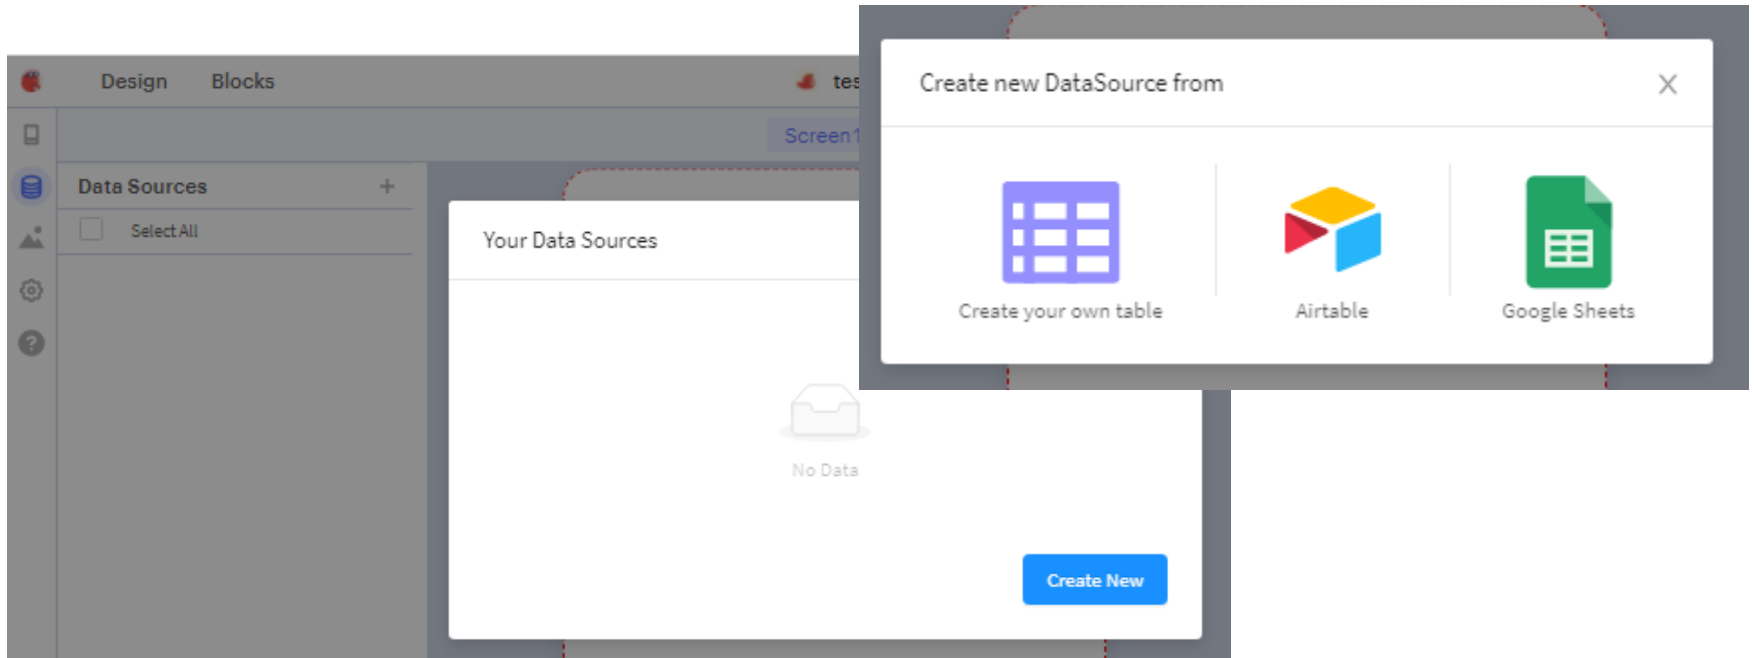 Design Blocks
tes
Screen1
Data Sources +
Select All
Your Data Sources
No Data
Create New
Create new DataSource from
Create your own table
Airtable
Google Sheets